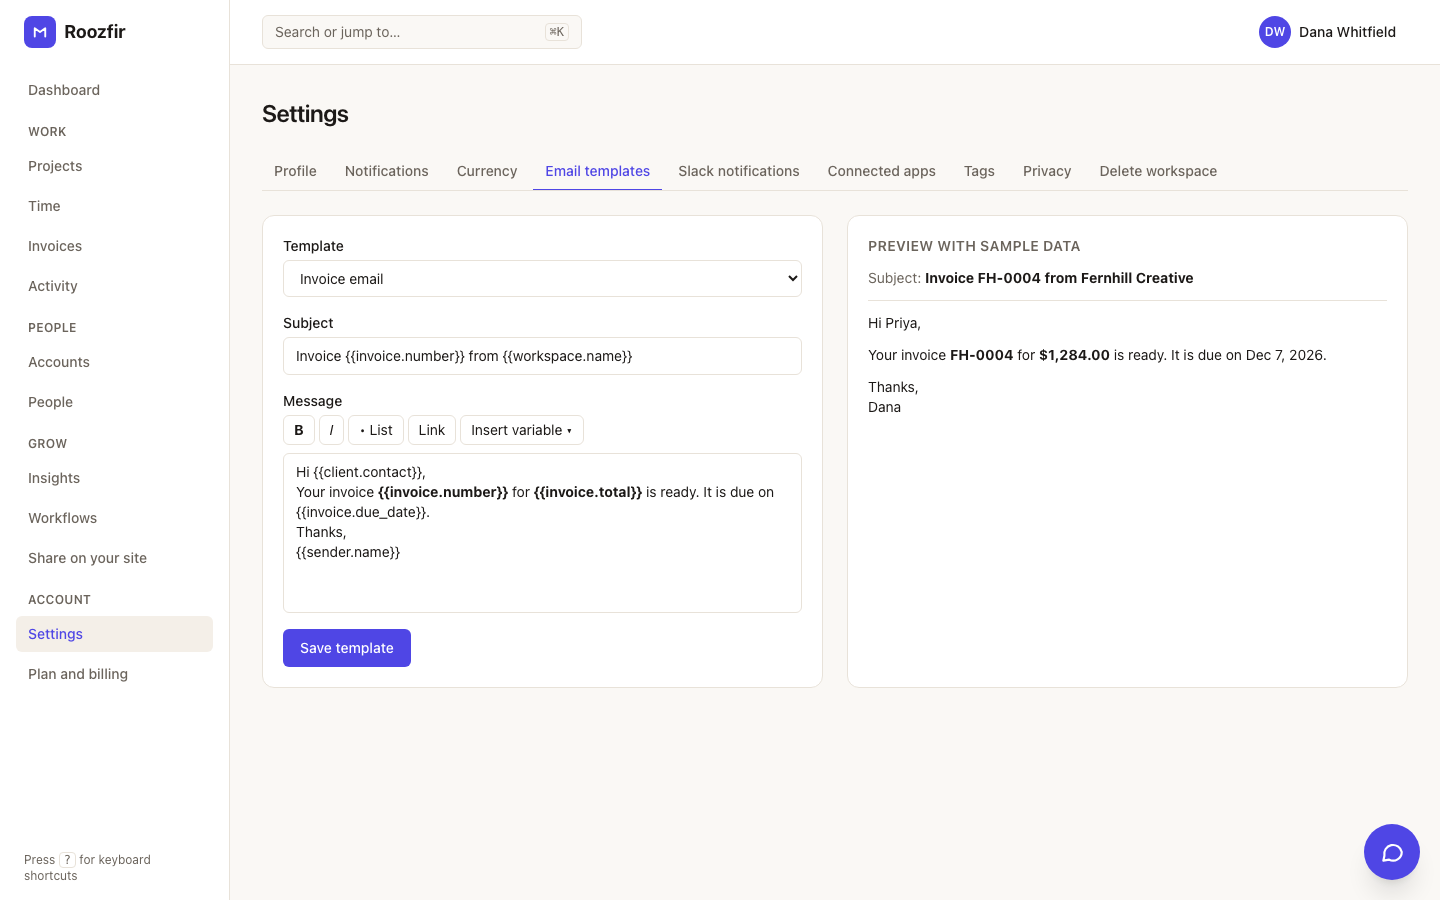 Roozfir
Search or jump to...
⌘K
DW
Dana Whitfield
Dashboard
WORK
Projects
Time
Invoices
Activity
PEOPLE
Accounts
People
GROW
Insights
Workflows
Share on your site
ACCOUNT
Settings
Plan and billing
Press ? for keyboard
shortcuts
Settings
Profile
Notifications
Currency
Email templates
Slack notifications
Connected apps
Tags
Privacy
Delete workspace
Template
Invoice email
Subject
Invoice {{invoice.number}} from {{workspace.name}}
Message
B
I
• List
Link
Insert variable ▾
Hi {{client.contact}},
Your invoice {{invoice.number}} for {{invoice.total}} is ready. It is due on
{{invoice.due_date}}.
Thanks,
{{sender.name}}
Save template
PREVIEW WITH SAMPLE DATA
Subject: Invoice FH-0004 from Fernhill Creative
Hi Priya,
Your invoice FH-0004 for $1,284.00 is ready. It is due on Dec 7, 2026.
Thanks,
Dana